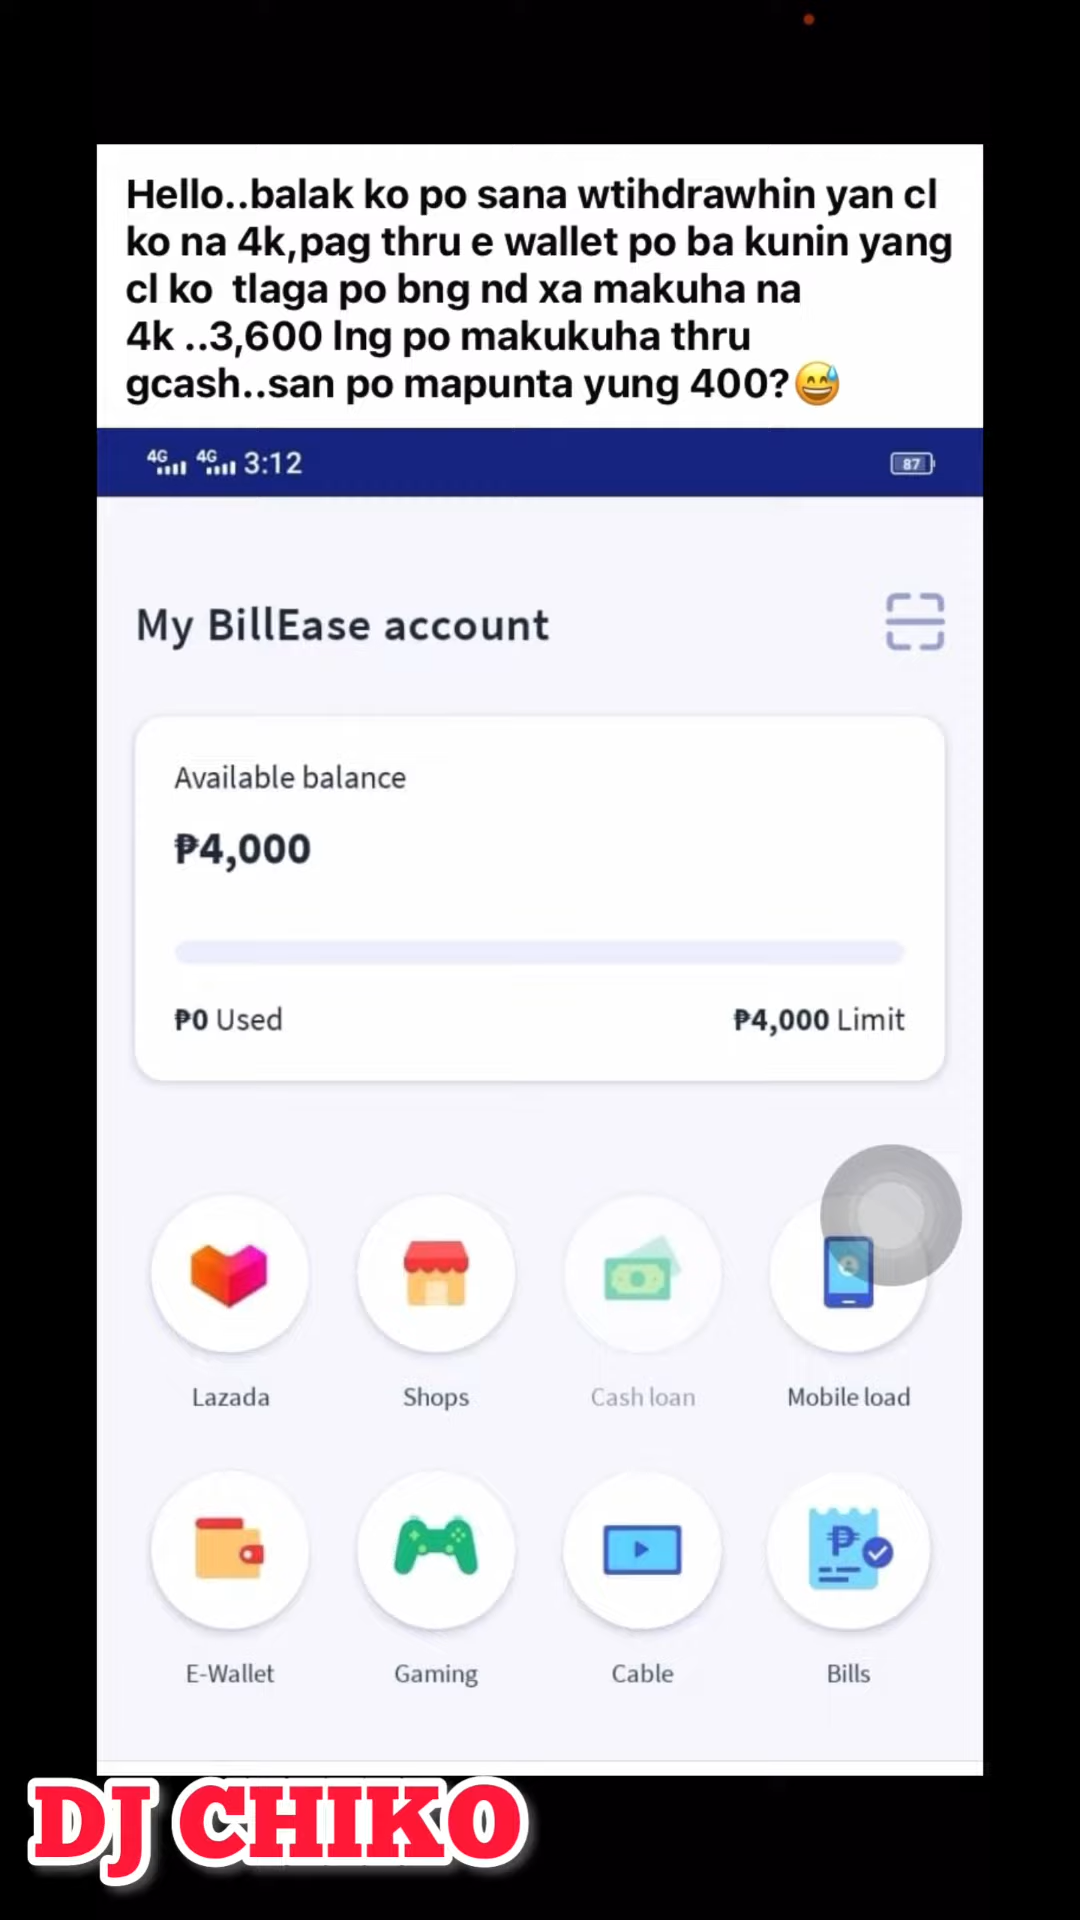 Hello..balak ko po sana wtihdrawhin yan cl
ko na 4k,pag thru e wallet po ba kunin yang
cl ko tlaga po bng nd xa makuha na
4k ..3,600 lng po makukuha thru
gcash..san po mapunta yung 400?😅
4G 4G 3:12 87
My BillEase account
Available balance
₱4,000
₱0 Used ₱4,000 Limit
Lazada Shops Cash loan Mobile load
E-Wallet Gaming Cable Bills
DJ CHIKO